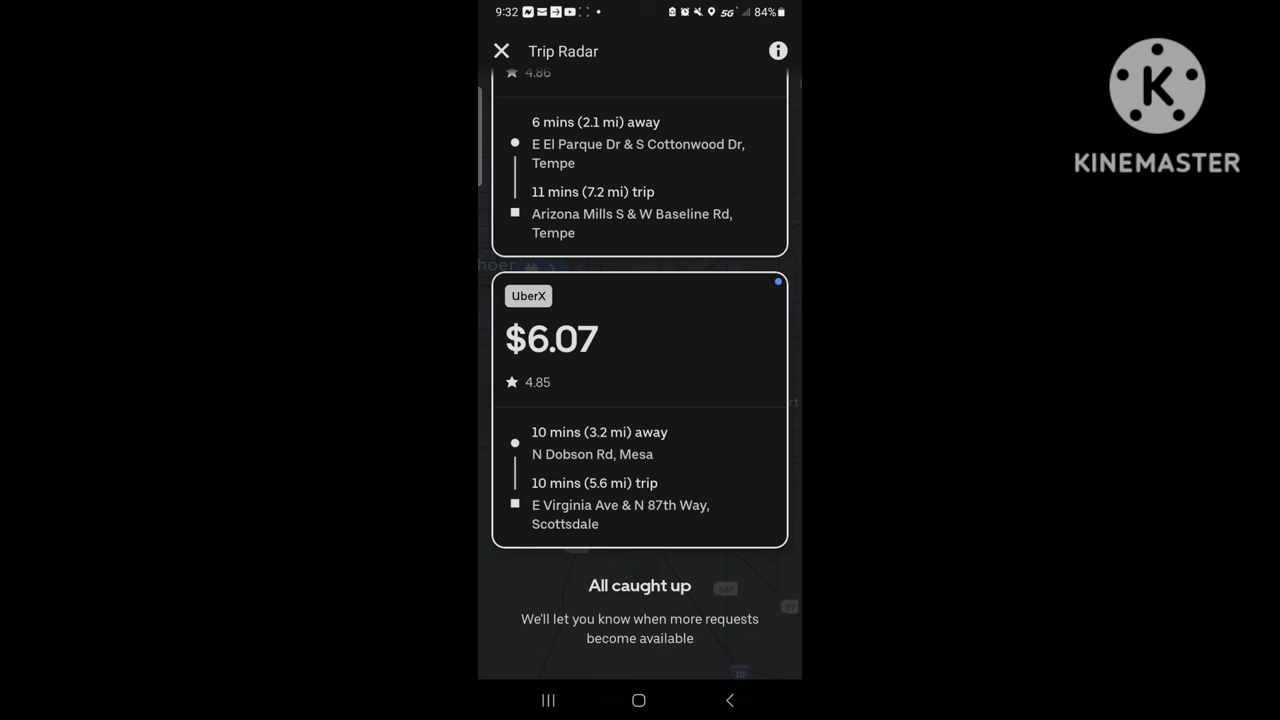 9:32
5G
84%
Trip Radar
4.86
6 mins (2.1 mi) away
E El Parque Dr & S Cottonwood Dr,
Tempe
11 mins (7.2 mi) trip
Arizona Mills S & W Baseline Rd,
Tempe
hoer
UberX
$6.07
4.85
10 mins (3.2 mi) away
N Dobson Rd, Mesa
10 mins (5.6 mi) trip
E Virginia Ave & N 87th Way,
Scottsdale
All caught up
We'll let you know when more requests
become available
10
K
KINEMASTER